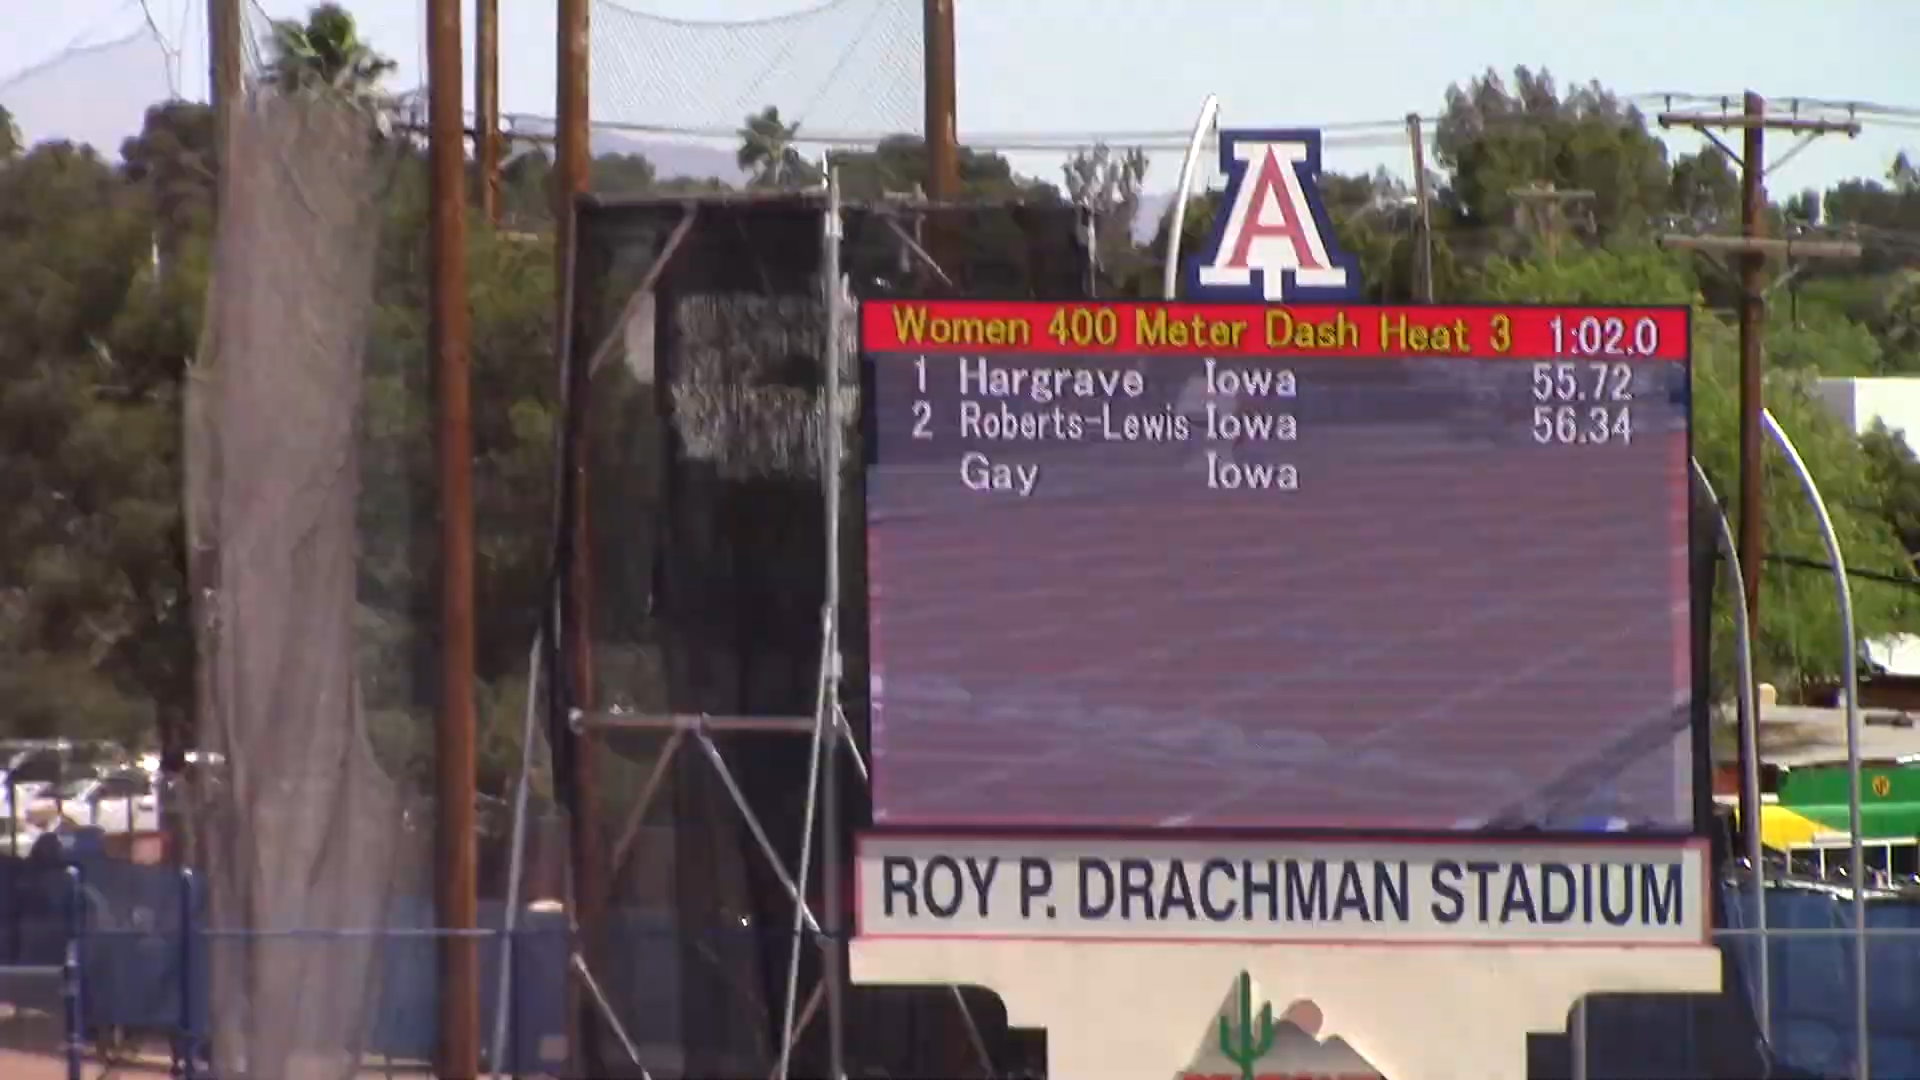 A
Women 400 Meter Dash Heat 3 1:02.0
1 Hargrave Iowa 55.72
2 Roberts-Lewis Iowa 56.34
Gay Iowa
ROY P. DRACHMAN STADIUM